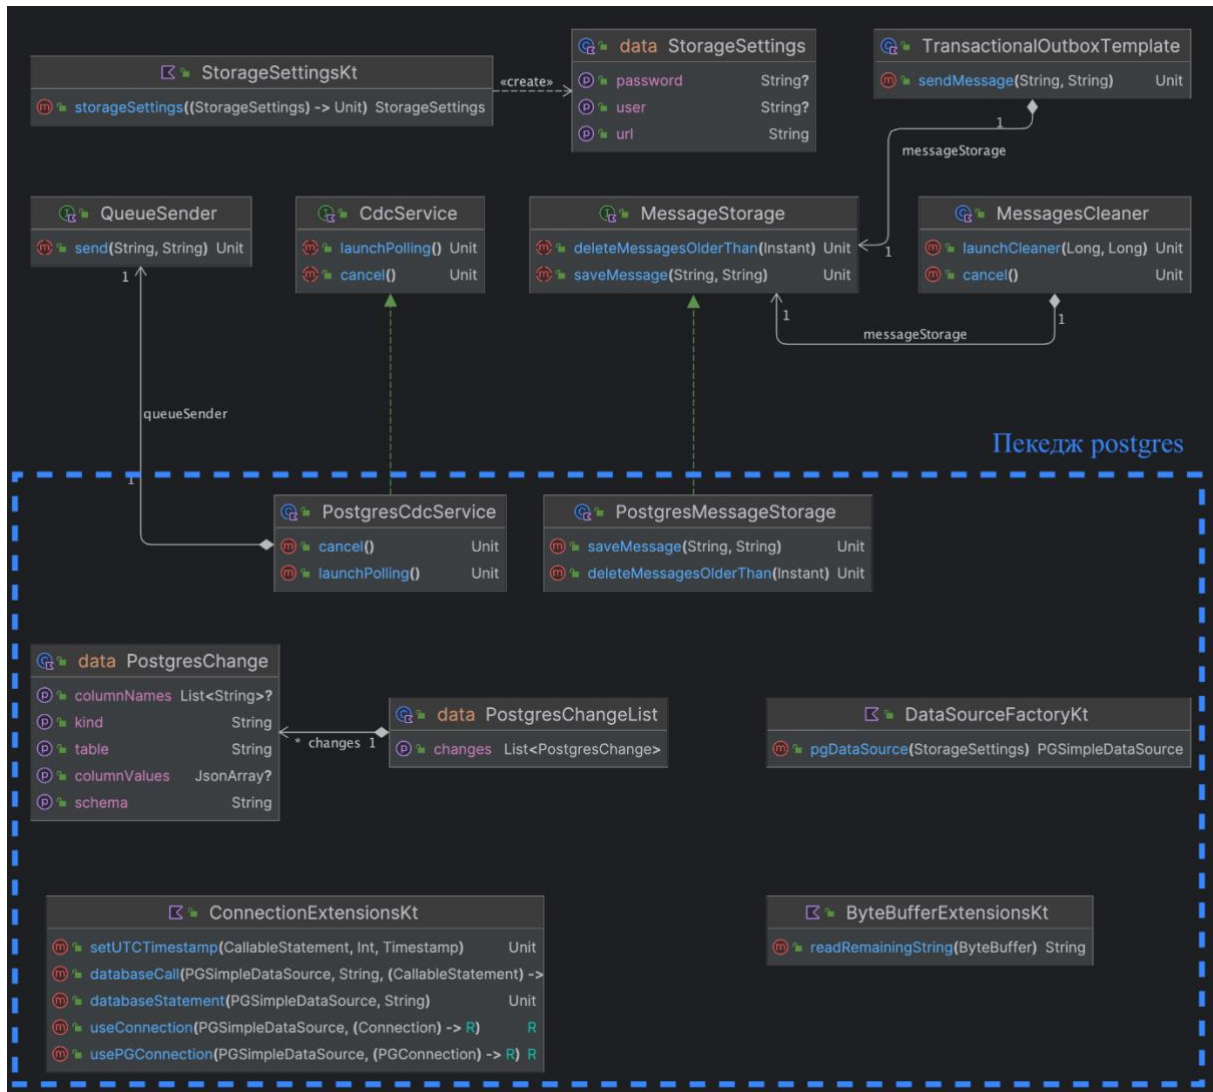 StorageSettingsKt
storageSettings((StorageSettings) -> Unit) StorageSettings
«create»
data StorageSettings
password String?
user String?
url String
TransactionalOutboxTemplate
sendMessage(String, String) Unit
1
messageStorage
1
QueueSender
send(String, String) Unit
1
CdcService
launchPolling() Unit
cancel() Unit
MessageStorage
deleteMessagesOlderThan(Instant) Unit
saveMessage(String, String) Unit
1
MessagesCleaner
launchCleaner(Long, Long) Unit
cancel() Unit
1
messageStorage
queueSender
Пекедж postgres
1
PostgresCdcService
cancel() Unit
launchPolling() Unit
PostgresMessageStorage
saveMessage(String, String) Unit
deleteMessagesOlderThan(Instant) Unit
data PostgresChange
columnNames List<String>?
kind String
table String
columnValues JsonArray?
schema String
* changes 1
data PostgresChangeList
changes List<PostgresChange>
DataSourceFactoryKt
pgDataSource(StorageSettings) PGSimpleDataSource
ConnectionExtensionsKt
setUTCTimestamp(CallableStatement, Int, Timestamp) Unit
databaseCall(PGSimpleDataSource, String, (CallableStatement) ->
databaseStatement(PGSimpleDataSource, String) Unit
useConnection(PGSimpleDataSource, (Connection) -> R) R
usePGConnection(PGSimpleDataSource, (PGConnection) -> R) R
ByteBufferExtensionsKt
readRemainingString(ByteBuffer) String